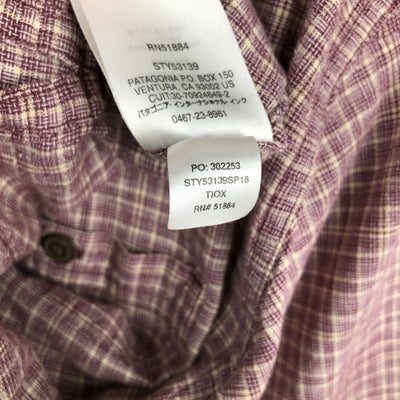 RN51884
STY53139
PATAGONIA P.O. BOX 150
VENTURA, CA 93002 US
CUIT:30-70924649-2
パタゴニア・インターナショナル インク
0467-23-8961
PO: 302253
STY53139SP18
TIOX
RN# 51884